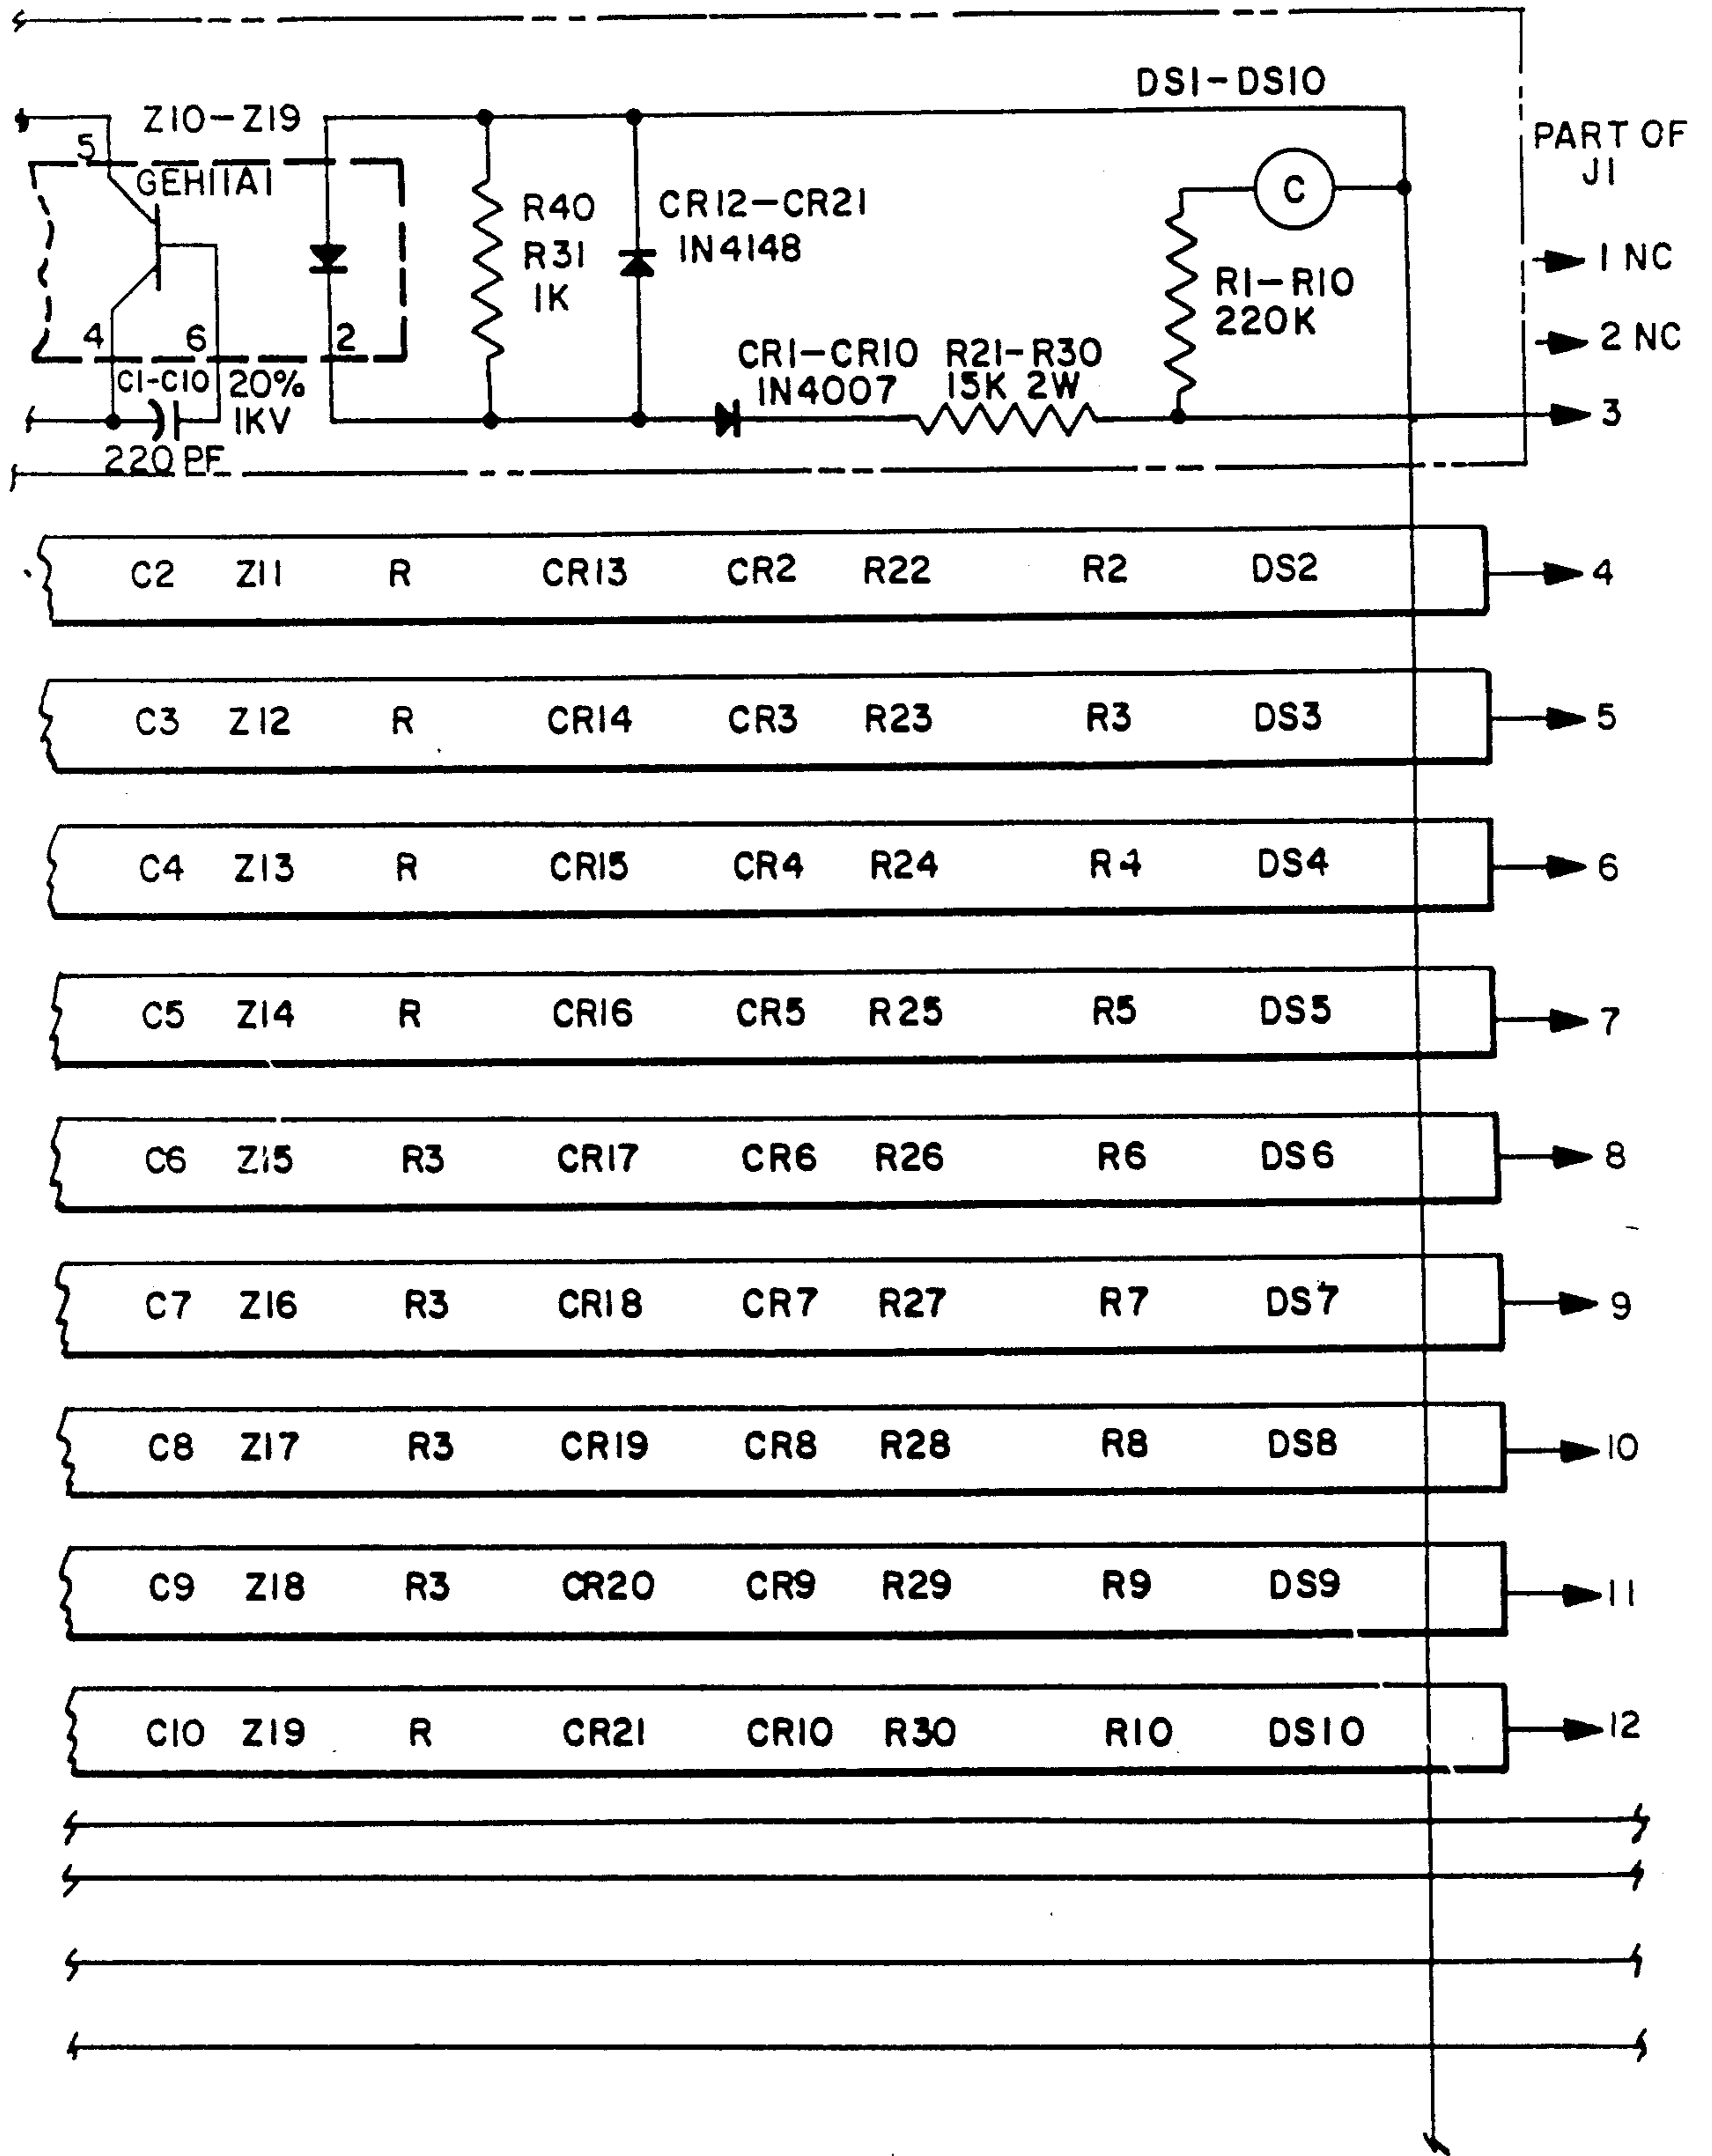 DS1-DS10
Z10-Z19
PART OF
J1
5
GEH11A1
C
R40
R31
1K
CR12-CR21
1N4148
R1-R10
220K
1 NC
2 NC
4
6
2
C1-C10
20%
1KV
220 PF
CR1-CR10
1N4007
R21-R30
15K 2W
3
C2 Z11 R CR13 CR2 R22 R2 DS2 4
C3 Z12 R CR14 CR3 R23 R3 DS3 5
C4 Z13 R CR15 CR4 R24 R4 DS4 6
C5 Z14 R CR16 CR5 R25 R5 DS5 7
C6 Z15 R3 CR17 CR6 R26 R6 DS6 8
C7 Z16 R3 CR18 CR7 R27 R7 DS7 9
C8 Z17 R3 CR19 CR8 R28 R8 DS8 10
C9 Z18 R3 CR20 CR9 R29 R9 DS9 11
C10 Z19 R CR21 CR10 R30 R10 DS10 12